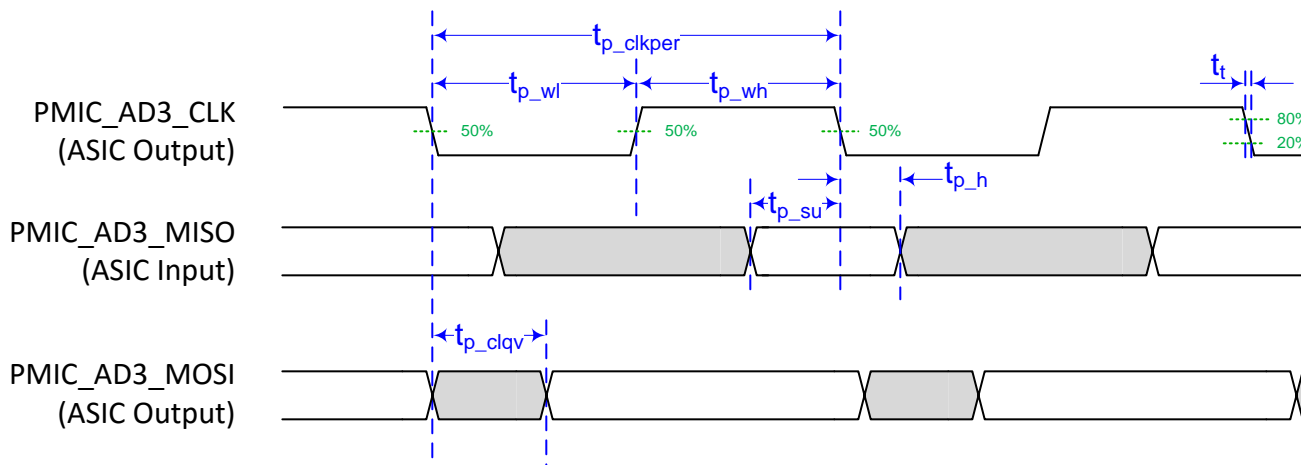 t_p_clkper
t_p_wl
t_p_wh
t_t
PMIC_AD3_CLK
(ASIC Output)
50%
50%
50%
80%
20%
t_p_h
t_p_su
PMIC_AD3_MISO
(ASIC Input)
t_p_clqv
PMIC_AD3_MOSI
(ASIC Output)